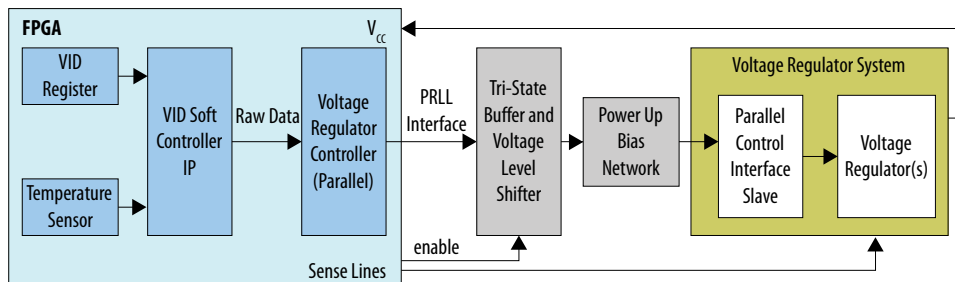 FPGA
VCC
VID
Register
Temperature
Sensor
VID Soft
Controller
IP
Raw Data
Voltage
Regulator
Controller
(Parallel)
PRLL
Interface
enable
Sense Lines
Tri-State
Buffer and
Voltage
Level
Shifter
Power Up
Bias
Network
Voltage Regulator System
Parallel
Control
Interface
Slave
Voltage
Regulator(s)